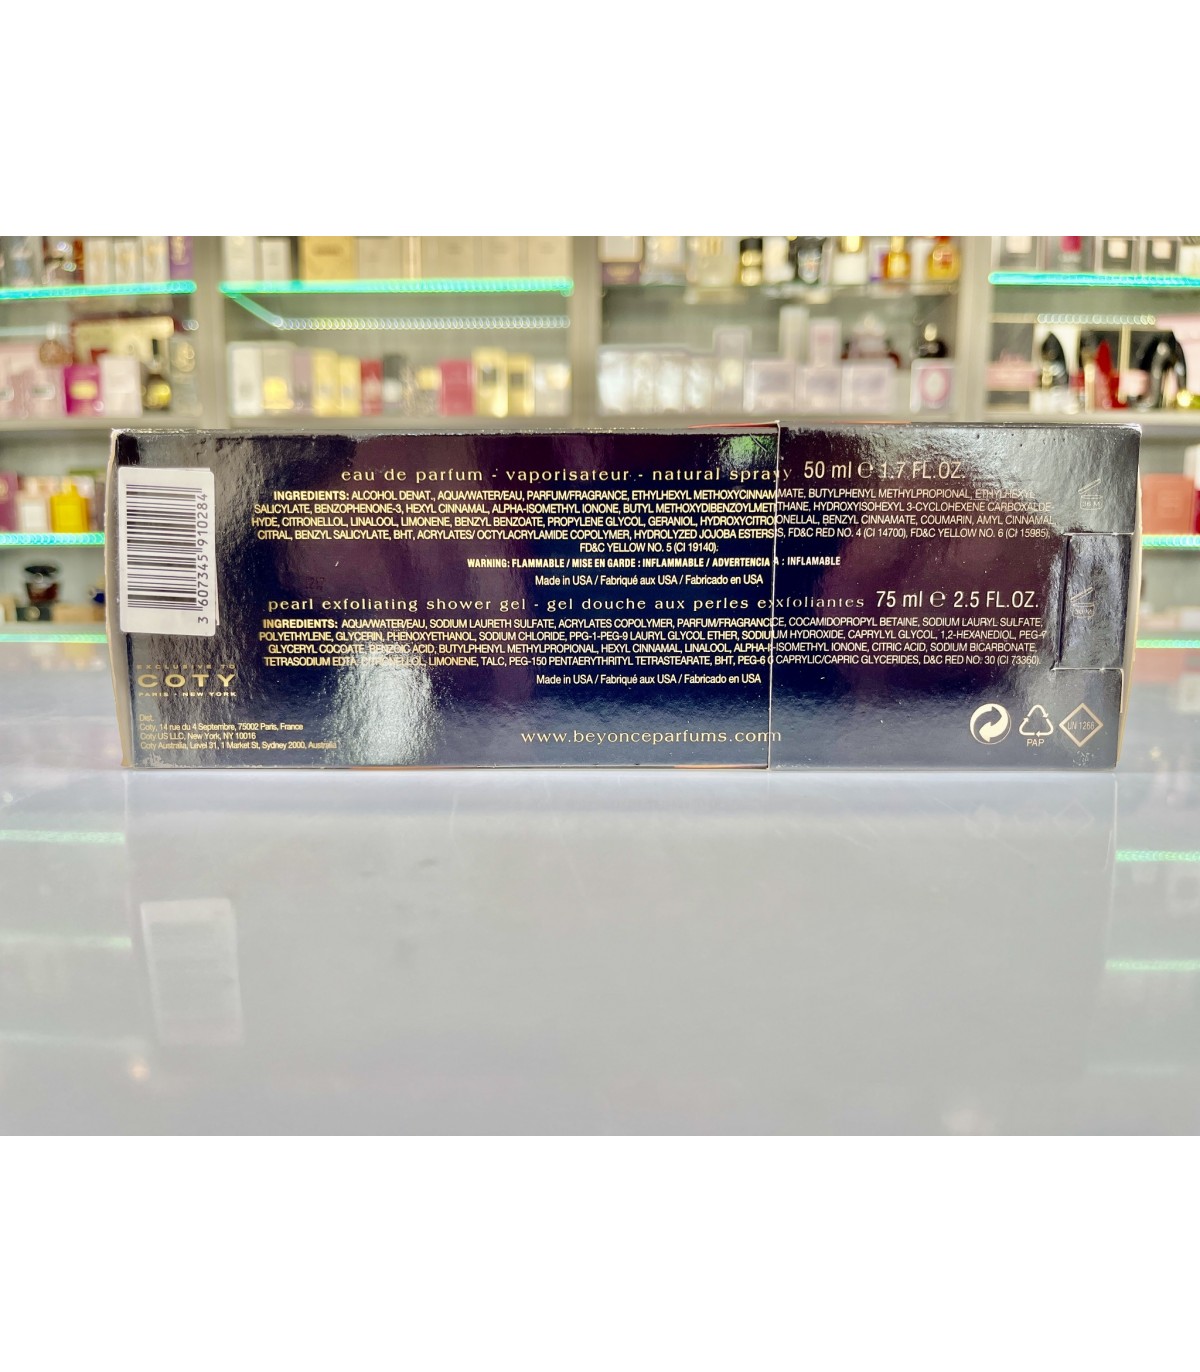 eau de parfum - vaporisateur - natural spray 50 ml e 1.7 FL.OZ.
INGREDIENTS: ALCOHOL DENAT., AQUA/WATER/EAU, PARFUM/FRAGRANCE, ETHYLHEXYL METHOXYCINNAMATE, BUTYLPHENYL METHYLPROPIONAL, ETHYLHEXYL
SALICYLATE, BENZOPHENONE-3, HEXYL CINNAMAL, ALPHA-ISOMETHYL IONONE, BUTYL METHOXYDIBENZOYLMETHANE, HYDROXYISOHEXYL 3-CYCLOHEXENE CARBOXALDE-
HYDE, CITRONELLOL, LINALOOL, LIMONENE, BENZYL BENZOATE, PROPYLENE GLYCOL, GERANIOL, HYDROXYCITRONELLAL, BENZYL CINNAMATE, COUMARIN, AMYL CINNAMAL,
CITRAL, BENZYL SALICYLATE, BHT, ACRYLATES/ OCTYLACRYLAMIDE COPOLYMER, HYDROLYZED JOJOBA ESTERS, FD&C RED NO. 4 (CI 14700), FD&C YELLOW NO. 6 (CI 15985),
FD&C YELLOW NO. 5 (CI 19140).
WARNING: FLAMMABLE / MISE EN GARDE : INFLAMMABLE / ADVERTENCIA : INFLAMABLE
Made in USA / Fabriqué aux USA / Fabricado en USA
36 M
pearl exfoliating shower gel - gel douche aux perles exfoliantes 75 ml e 2.5 FL.OZ.
INGREDIENTS: AQUA/WATER/EAU, SODIUM LAURETH SULFATE, ACRYLATES COPOLYMER, PARFUM/FRAGRANCE, COCAMIDOPROPYL BETAINE, SODIUM LAURYL SULFATE,
POLYETHYLENE, GLYCERIN, PHENOXYETHANOL, SODIUM CHLORIDE, PPG-1-PEG-9 LAURYL GLYCOL ETHER, SODIUM HYDROXIDE, CAPRYLYL GLYCOL, 1,2-HEXANEDIOL, PEG-7
GLYCERYL COCOATE, BENZOIC ACID, BUTYLPHENYL METHYLPROPIONAL, HEXYL CINNAMAL, LINALOOL, ALPHA-ISOMETHYL IONONE, CITRIC ACID, SODIUM BICARBONATE,
TETRASODIUM EDTA, CITRONELLOL, LIMONENE, TALC, PEG-150 PENTAERYTHRITYL TETRASTEARATE, BHT, PEG-6 CAPRYLIC/CAPRIC GLYCERIDES, D&C RED NO: 30 (CI 73360).
Made in USA / Fabriqué aux USA / Fabricado en USA
3 607345 910284
EXCLUSIVE TO
COTY
PARIS · NEW YORK
Dist.
Coty, 14 rue du 4 Septembre, 75002 Paris, France
Coty US LLC, New York, NY 10016
Coty Australia, Level 31, 1 Market St, Sydney 2000, Australia
www.beyonceparfums.com
PAP
UN 1266